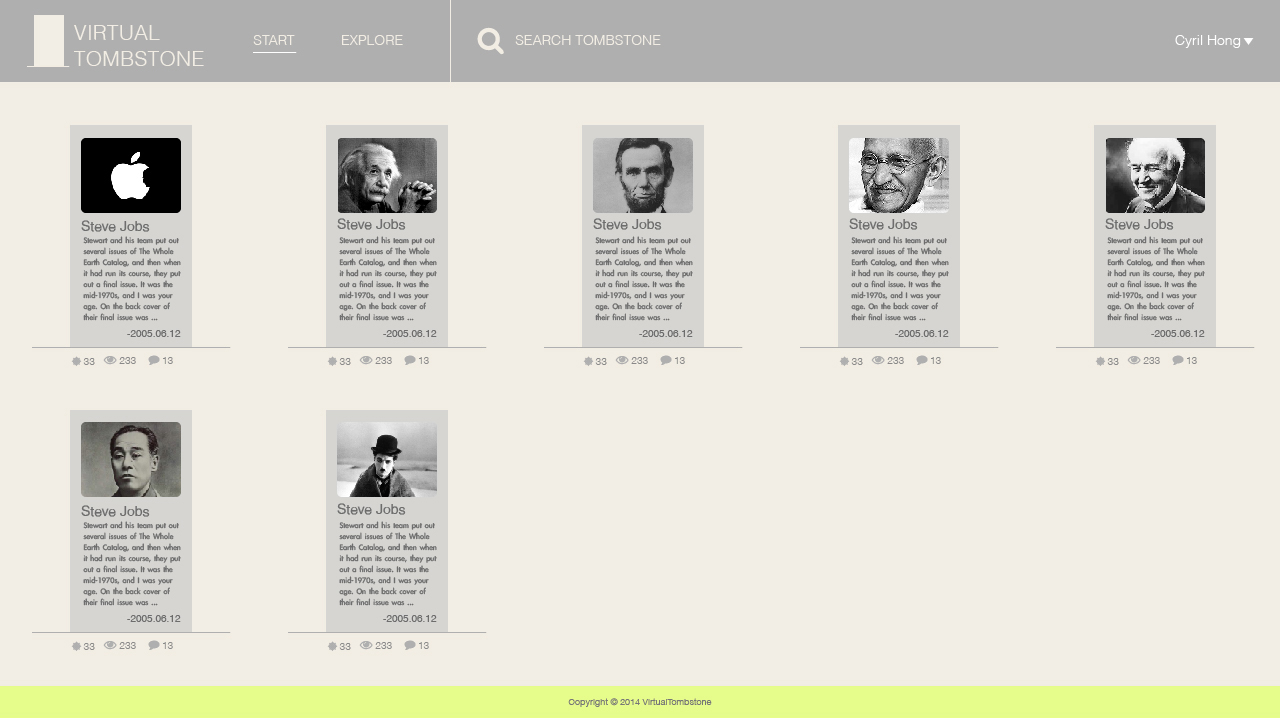 VIRTUAL
TOMBSTONE
START
EXPLORE
SEARCH TOMBSTONE
Cyril Hong
Steve Jobs
Stewart and his team put out
several issues of The Whole
Earth Catalog, and then when
it had run its course, they put
out a final issue. It was the
mid-1970s, and I was your
age. On the back cover of
their final issue was ...
-2005.06.12
33 233 13
Steve Jobs
Stewart and his team put out
several issues of The Whole
Earth Catalog, and then when
it had run its course, they put
out a final issue. It was the
mid-1970s, and I was your
age. On the back cover of
their final issue was ...
-2005.06.12
33 233 13
Steve Jobs
Stewart and his team put out
several issues of The Whole
Earth Catalog, and then when
it had run its course, they put
out a final issue. It was the
mid-1970s, and I was your
age. On the back cover of
their final issue was ...
-2005.06.12
33 233 13
Steve Jobs
Stewart and his team put out
several issues of The Whole
Earth Catalog, and then when
it had run its course, they put
out a final issue. It was the
mid-1970s, and I was your
age. On the back cover of
their final issue was ...
-2005.06.12
33 233 13
Steve Jobs
Stewart and his team put out
several issues of The Whole
Earth Catalog, and then when
it had run its course, they put
out a final issue. It was the
mid-1970s, and I was your
age. On the back cover of
their final issue was ...
-2005.06.12
33 233 13
Steve Jobs
Stewart and his team put out
several issues of The Whole
Earth Catalog, and then when
it had run its course, they put
out a final issue. It was the
mid-1970s, and I was your
age. On the back cover of
their final issue was ...
-2005.06.12
33 233 13
Steve Jobs
Stewart and his team put out
several issues of The Whole
Earth Catalog, and then when
it had run its course, they put
out a final issue. It was the
mid-1970s, and I was your
age. On the back cover of
their final issue was ...
-2005.06.12
33 233 13
Copyright © 2014 VirtualTombstone